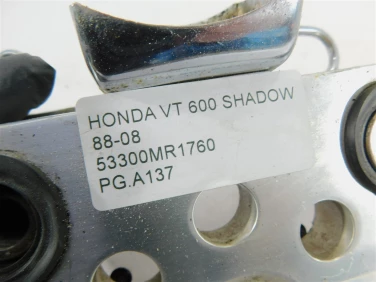 HONDA VT 600 SHADOW
88-08
53300MR1760
PG.A137